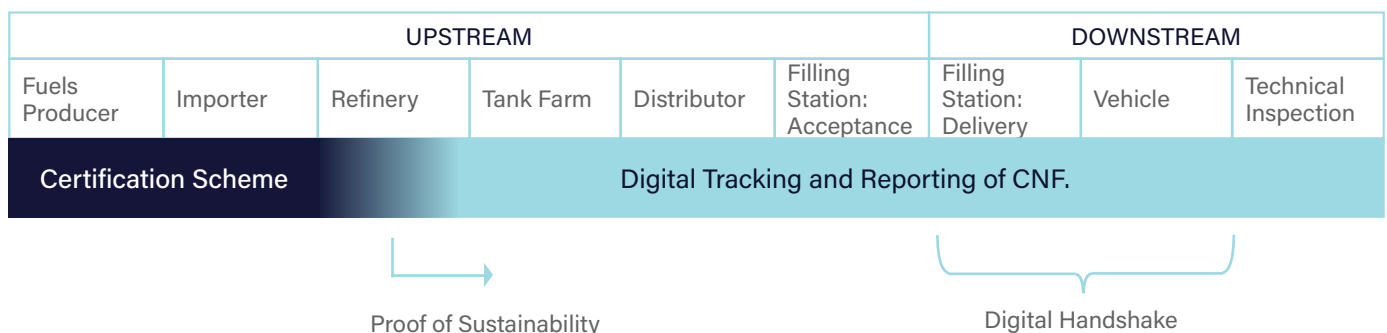 UPSTREAM
DOWNSTREAM
Fuels
Producer
Importer
Refinery
Tank Farm
Distributor
Filling
Station:
Acceptance
Filling
Station:
Delivery
Vehicle
Technical
Inspection
Certification Scheme
Digital Tracking and Reporting of CNF.
Proof of Sustainability
Digital Handshake